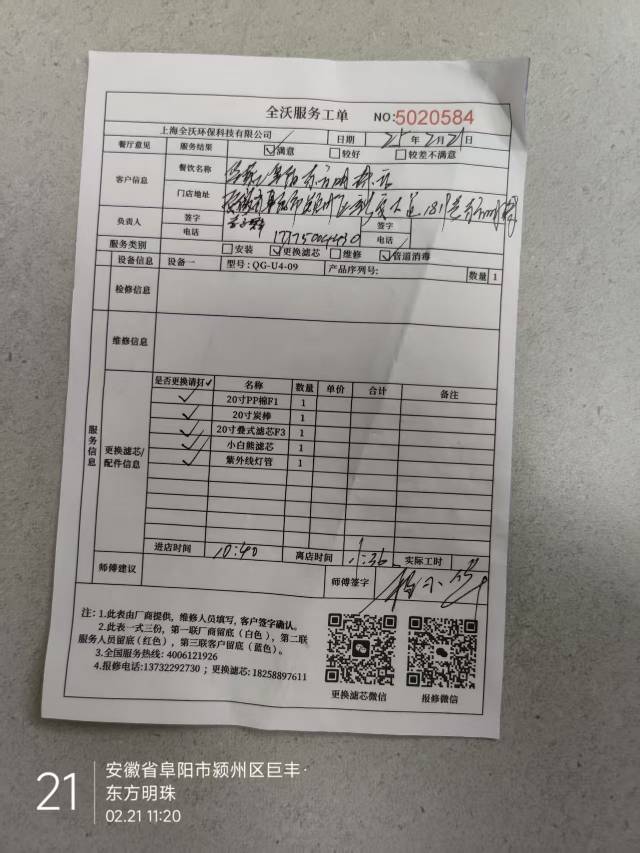 全沃服务工单 NO:5020584
上海全沃环保科技有限公司 日期 25年2月21日
餐厅意见 服务结果 ☑满意 □较好 □较差不满意
客户信息 餐饮名称
门店地址
负责人 签字 签字
电话 电话
服务类别 □安装 ☑更换滤芯 □维修 ☑管道消毒
设备信息 设备一 型号:QG-U4-09 产品序列号: 数量 1
检修信息
维修信息
服务信息
更换滤芯/配件信息
是否更换请打✓ 名称 数量 单价 合计 备注
✓ 20寸PP棉F1 1
✓ 20寸炭棒 1
✓ 20寸叠式滤芯F3 1
✓ 小白熊滤芯 1
✓ 紫外线灯管 1
进店时间 10:40 离店时间 实际工时
师傅建议 师傅签字
注:1.此表由厂商提供,维修人员填写,客户签字确认。
2.此表一式三份,第一联厂商留底(白色),第二联
服务人员留底(红色),第三联客户留底(蓝色)。
3.全国服务热线: 4006121926
4.报修电话:13732292730 ; 更换滤芯:18258897611
更换滤芯微信 报修微信
21
安徽省阜阳市颍州区巨丰·
东方明珠
02.21 11:20